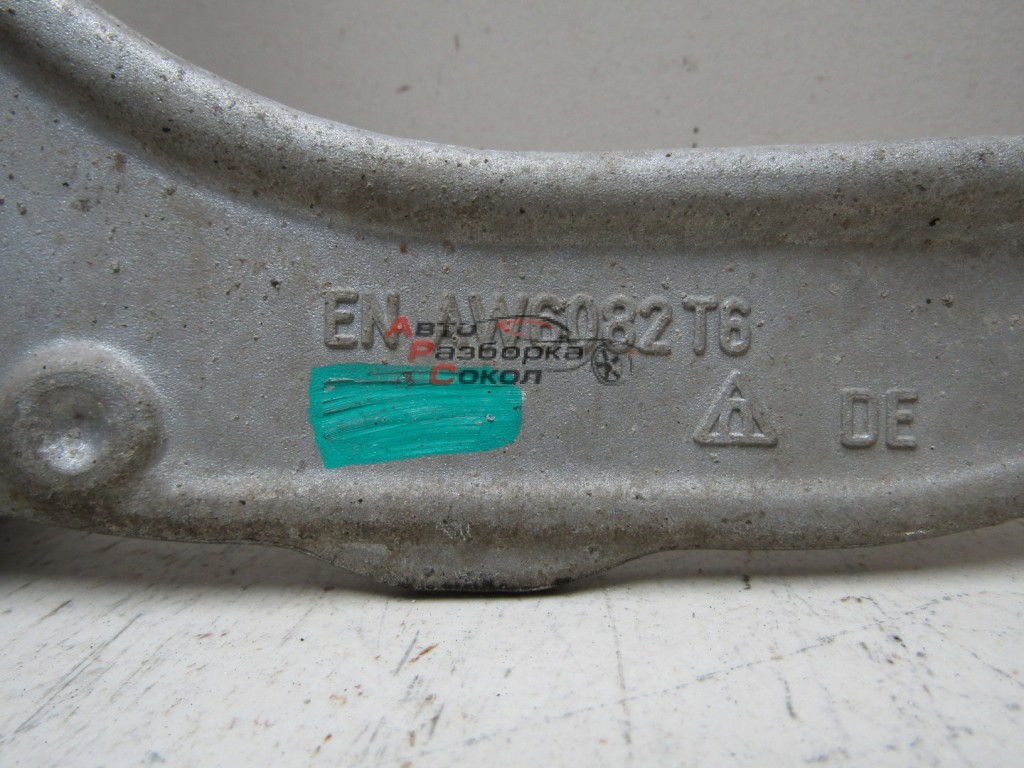 EN AW6082 T6
Авто
Разборка
Сокол
DE